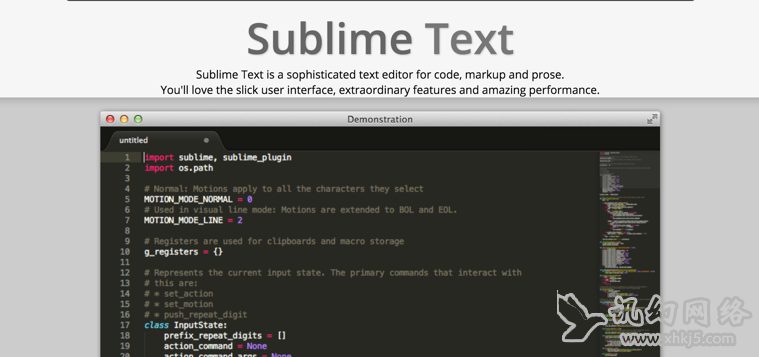 Sublime Text
Sublime Text is a sophisticated text editor for code, markup and prose.
You'll love the slick user interface, extraordinary features and amazing performance.
Demonstration
untitled
1 import sublime, sublime_plugin
2 import os.path
3
4 # Normal: Motions apply to all the characters they select
5 MOTION_MODE_NORMAL = 0
6 # Used in visual line mode: Motions are extended to BOL and EOL.
7 MOTION_MODE_LINE = 2
8
9 # Registers are used for clipboards and macro storage
10 g_registers = {}
11
12 # Represents the current input state. The primary commands that interact with
13 # this are:
14 # * set_action
15 # * set_motion
16 # * push_repeat_digit
17 class InputState:
18 prefix_repeat_digits = []
19 action_command = None
20 action_command_args = None
讯幻网络
www.xhkj5.com